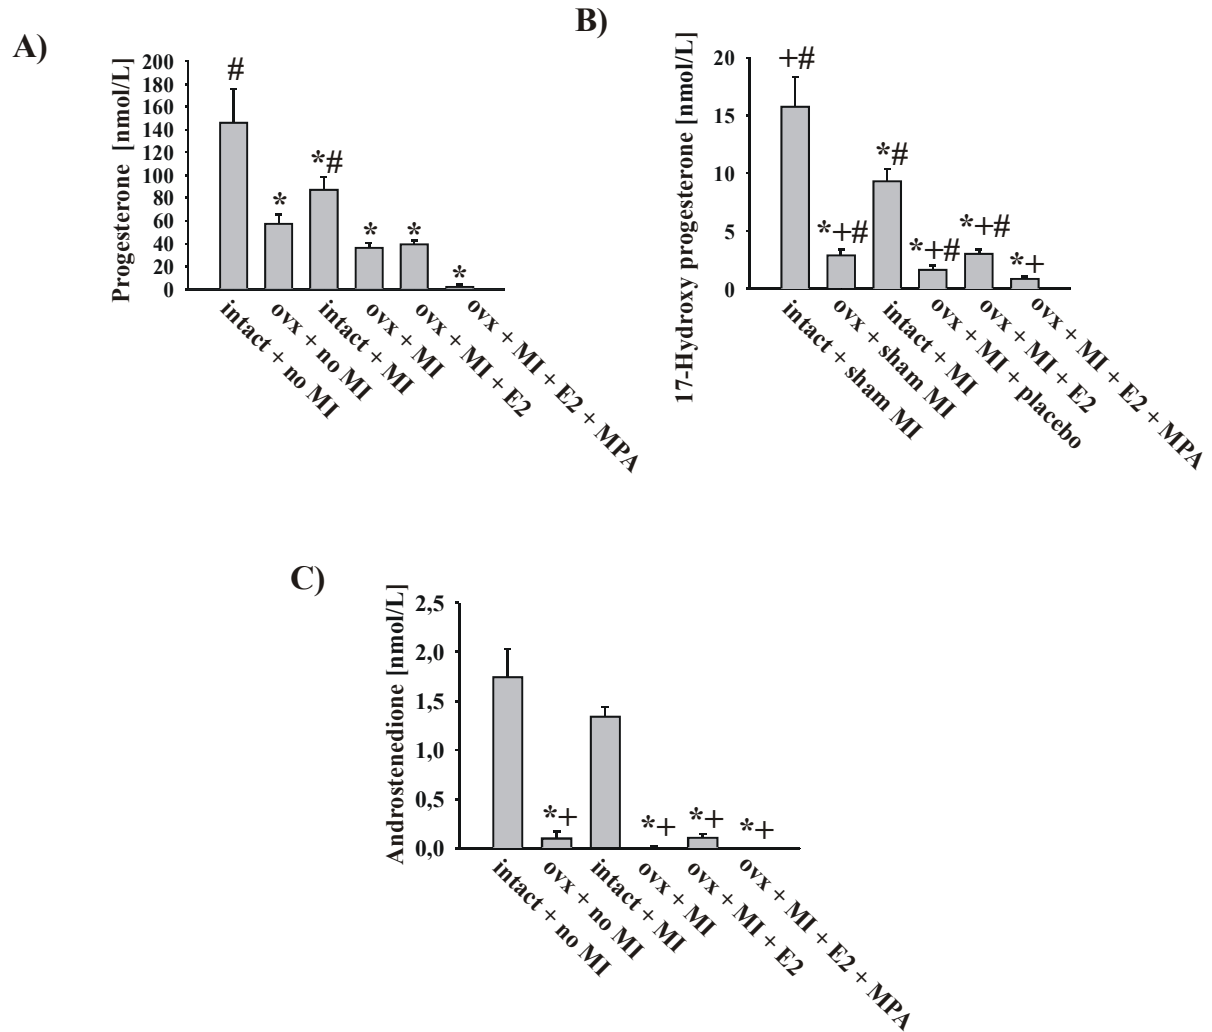 A)
Progesterone [nmol/L]
200
180
160
140
120
100
80
60
40
20
0
#
*
*#
*
*
*
intact + no MI
ovx + no MI
intact + MI
ovx + MI
ovx + MI + E2
ovx + MI + E2 + MPA
B)
17-Hydroxy progesterone [nmol/L]
20
15
10
5
0
+#
*+#
*#
*+#
*+#
*+
intact + sham MI
ovx + sham MI
intact + MI
ovx + MI + placebo
ovx + MI + E2
ovx + MI + E2 + MPA
C)
Androstenedione [nmol/L]
2,5
2,0
1,5
1,0
0,5
0,0
*+
*+
*+
*+
intact + no MI
ovx + no MI
intact + MI
ovx + MI
ovx + MI + E2
ovx + MI + E2 + MPA